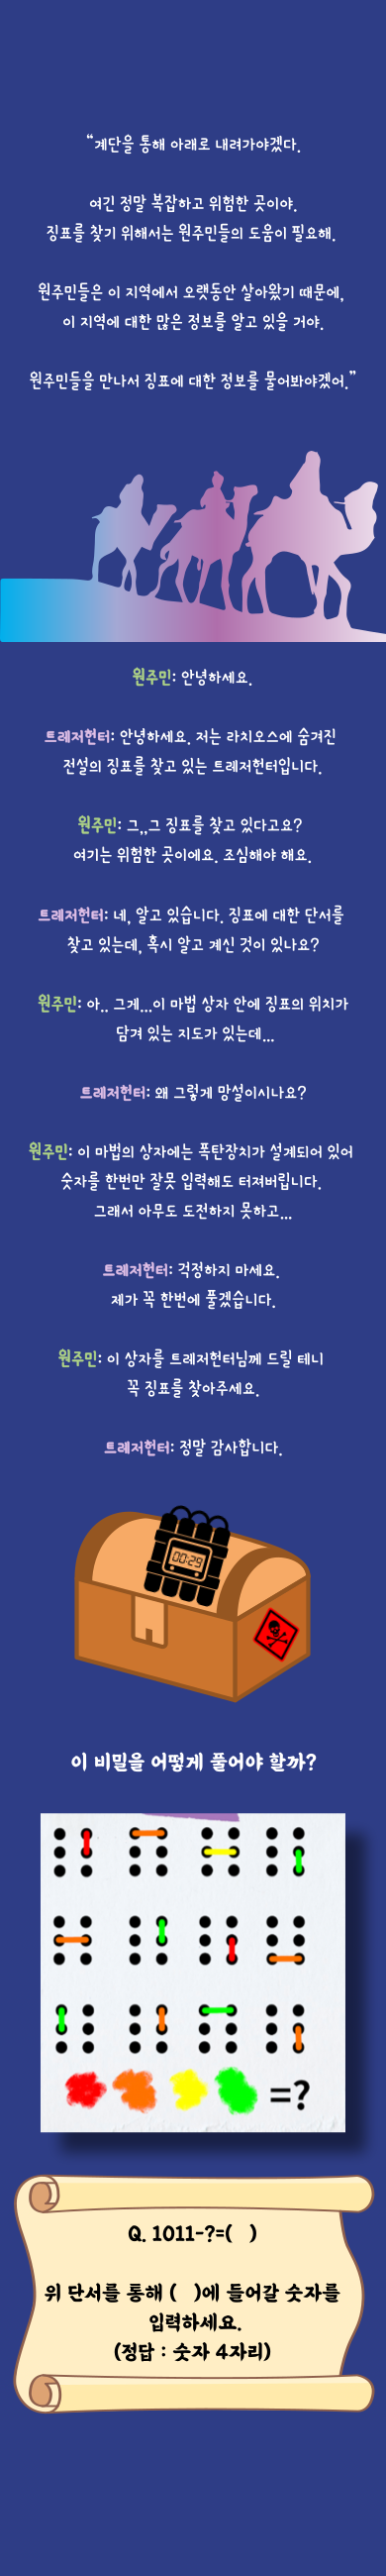 “계단을 통해 아래로 내려가야겠다.
여긴 정말 복잡하고 위험한 곳이야.
징표를 찾기 위해서는 원주민들의 도움이 필요해.
원주민들은 이 지역에서 오랫동안 살아왔기 때문에,
이 지역에 대한 많은 정보를 알고 있을 거야.
원주민들을 만나서 징표에 대한 정보를 물어봐야겠어.”
원주민: 안녕하세요.
트레저헌터: 안녕하세요. 저는 라치오스에 숨겨진
전설의 징표를 찾고 있는 트레저헌터입니다.
원주민: 그,,그 징표를 찾고 있다고요?
여기는 위험한 곳이에요. 조심해야 해요.
트레저헌터: 네, 알고 있습니다. 징표에 대한 단서를
찾고 있는데, 혹시 알고 계신 것이 있나요?
원주민: 아.. 그게...이 마법 상자 안에 징표의 위치가
담겨 있는 지도가 있는데...
트레저헌터: 왜 그렇게 망설이시나요?
원주민: 이 마법의 상자에는 폭탄장치가 설계되어 있어
숫자를 한번만 잘못 입력해도 터져버립니다.
그래서 아무도 도전하지 못하고...
트레저헌터: 걱정하지 마세요.
제가 꼭 한번에 풀겠습니다.
원주민: 이 상자를 트레저헌터님께 드릴 테니
꼭 징표를 찾아주세요.
트레저헌터: 정말 감사합니다.
00:29
이 비밀을 어떻게 풀어야 할까?
=?
Q. 1011-?=( )
위 단서를 통해 ( )에 들어갈 숫자를
입력하세요.
(정답 : 숫자 4자리)